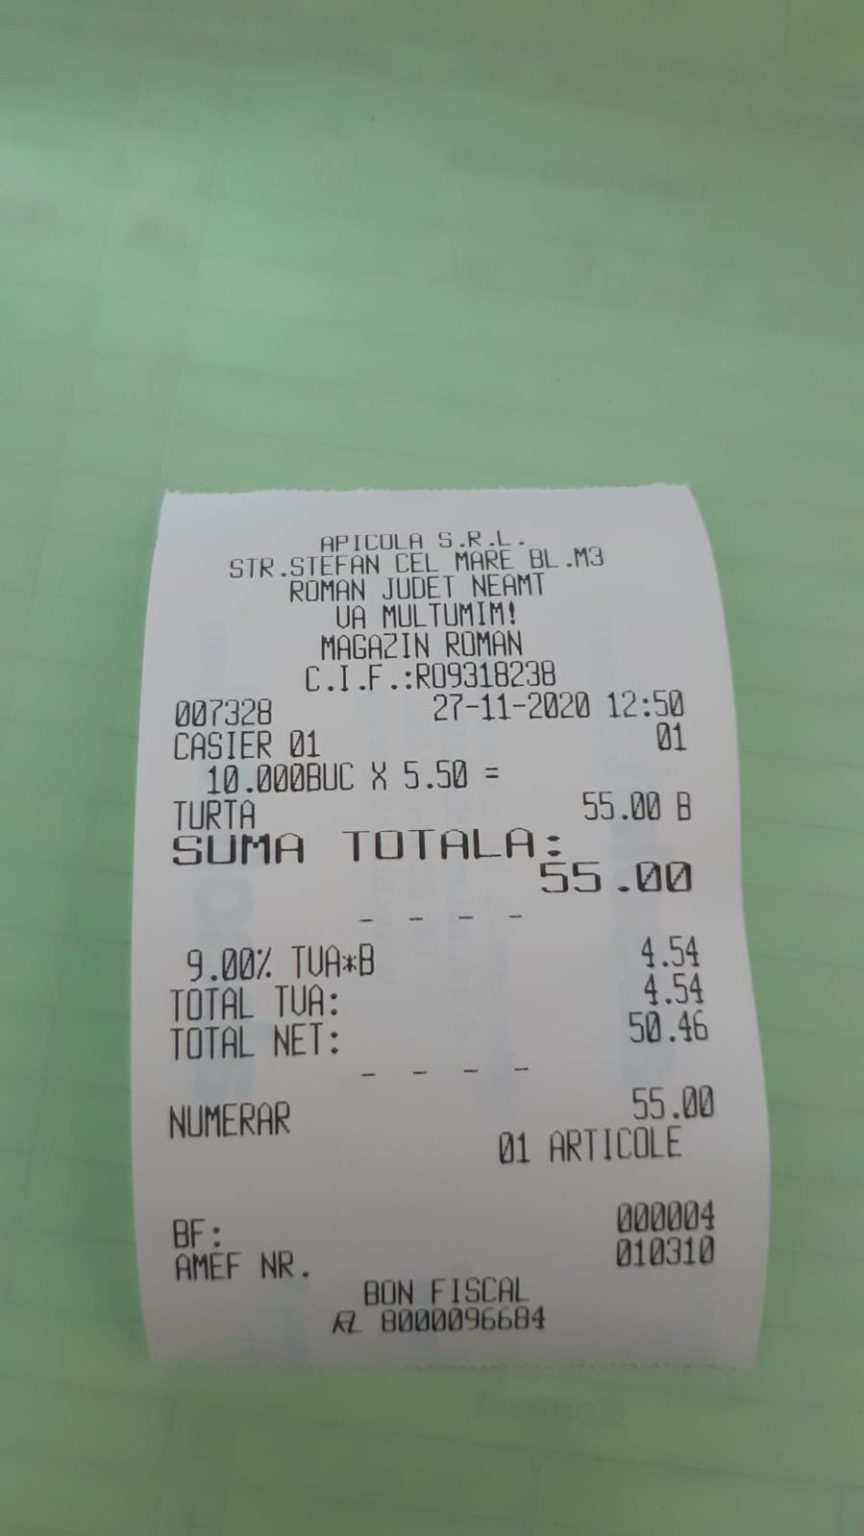 APICOLA S.R.L.
STR.STEFAN CEL MARE BL.M3
ROMAN JUDET NEAMT
VA MULTUMIM!
MAGAZIN ROMAN
C.I.F.:RO9318238
007328 27-11-2020 12:50
CASIER 01 01
10.000BUC X 5.50 =
TURTA 55.00 B
SUMA TOTALA:
55.00
- - - -
9.00% TVA*B 4.54
TOTAL TVA: 4.54
TOTAL NET: 50.46
- - - -
NUMERAR 55.00
01 ARTICOLE
BF: 000004
AMEF NR. 010310
BON FISCAL
8000096684